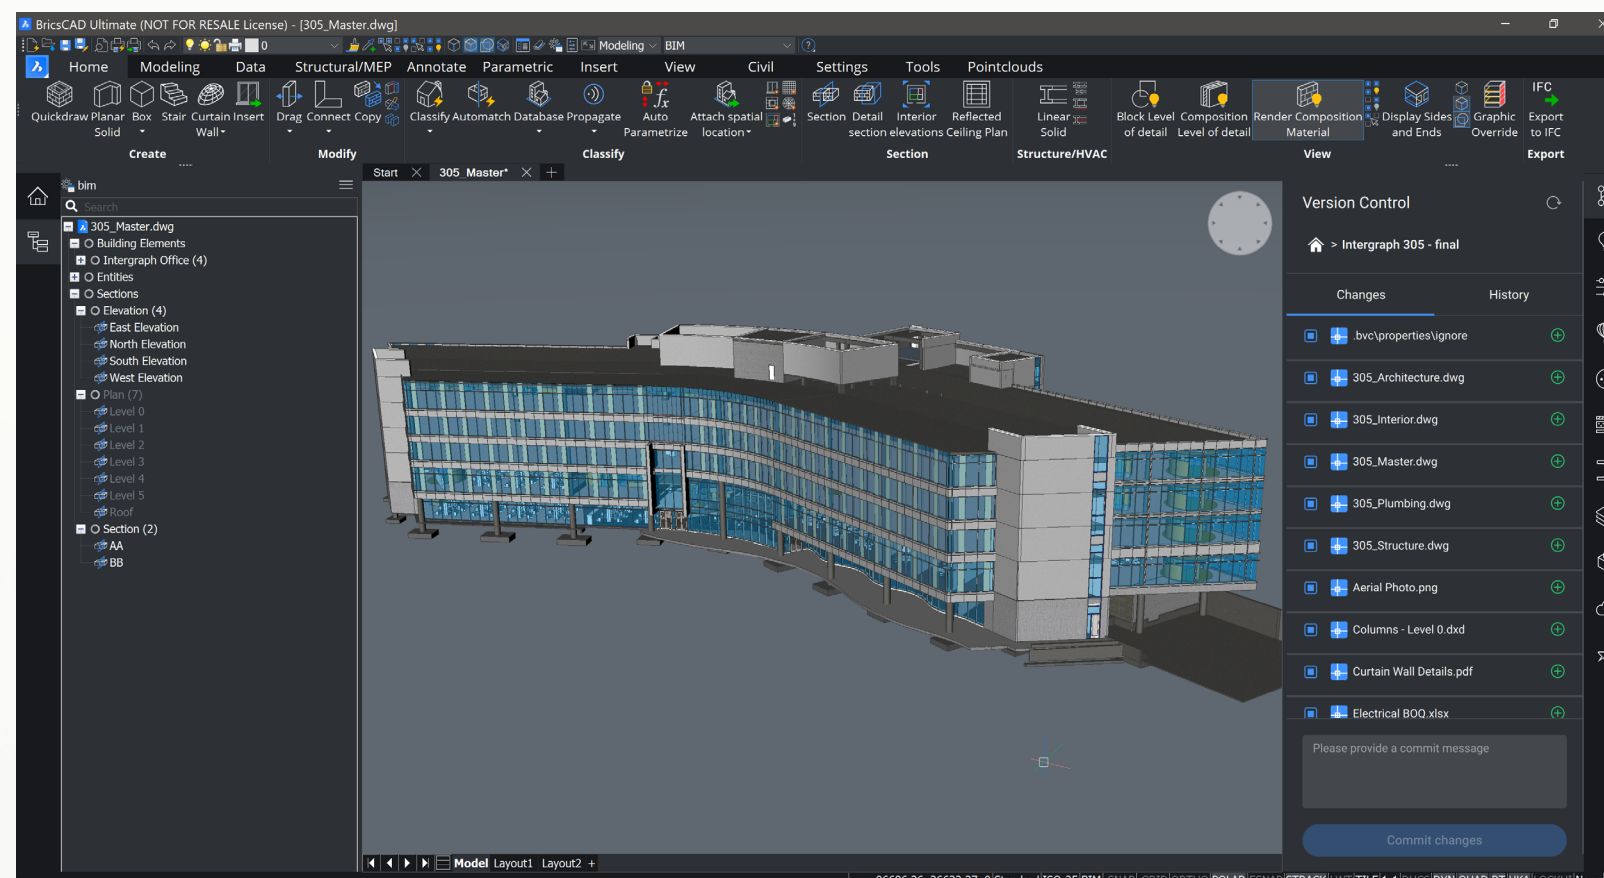 BricsCAD Ultimate (NOT FOR RESALE License) - [305_Master.dwg]
0 Modeling BIM
Home Modeling Data Structural/MEP Annotate Parametric Insert View Civil Settings Tools Pointclouds
Quickdraw Planar Solid Box Stair Curtain Wall Insert
Drag Connect Copy
Classify Automatch Database Propagate Auto Parametrize Attach spatial location
Section Detail section Interior elevations Reflected Ceiling Plan
Linear Solid
Block Level of detail Composition Level of detail Render Composition Material Display Sides and Ends Graphic Override
IFC
Export to IFC
Create Modify Classify Section Structure/HVAC View Export
Start 305_Master*
bim
Search
305_Master.dwg
Building Elements
Intergraph Office (4)
Entities
Sections
Elevation (4)
East Elevation
North Elevation
South Elevation
West Elevation
Plan (7)
Level 0
Level 1
Level 2
Level 3
Level 4
Level 5
Roof
Section (2)
AA
BB
Version Control
> Intergraph 305 - final
Changes History
.bvc\properties\ignore
305_Architecture.dwg
305_Interior.dwg
305_Master.dwg
305_Plumbing.dwg
305_Structure.dwg
Aerial Photo.png
Columns - Level 0.dxd
Curtain Wall Details.pdf
Electrical BOQ.xlsx
Please provide a commit message
Commit changes
Model Layout1 Layout2 +